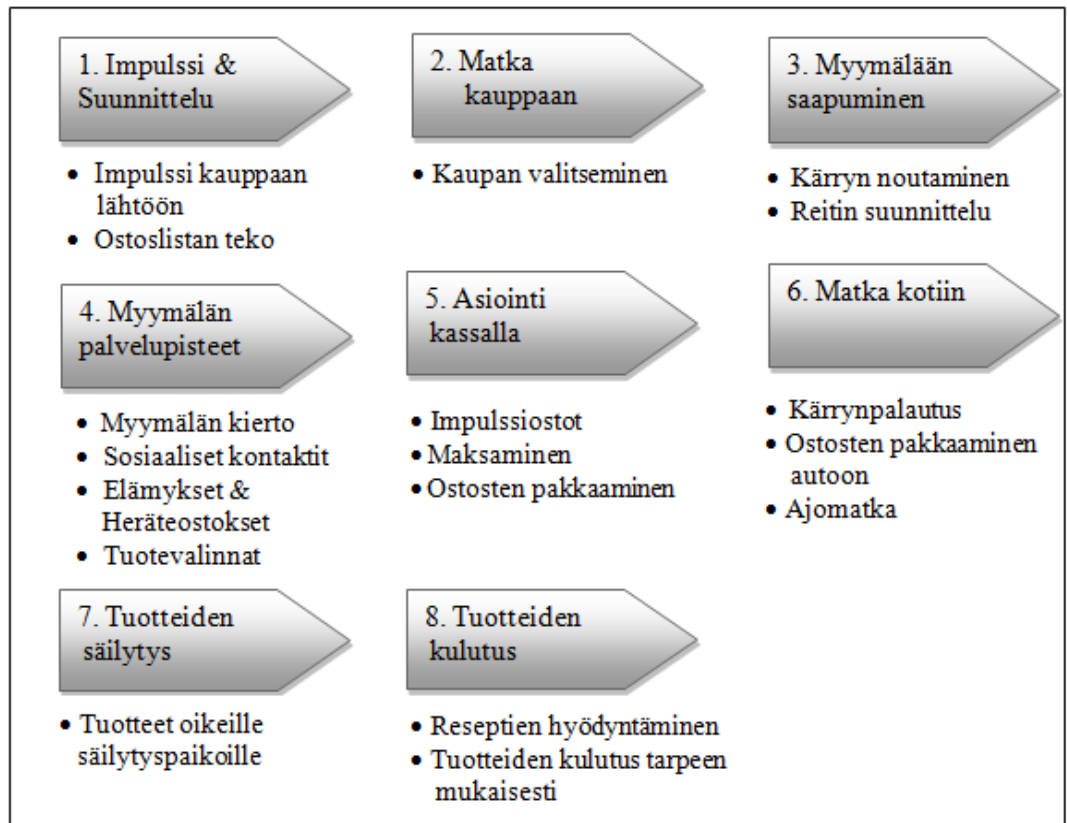 1. Impulssi &
Suunnittelu
• Impulssi kauppaan
lähtöön
• Ostoslistan teko
2. Matka
kauppaan
• Kaupan valitseminen
3. Myymälään
saapuminen
• Kärryn noutaminen
• Reitin suunnittelu
4. Myymälän
palvelupisteet
• Myymälän kierto
• Sosiaaliset kontaktit
• Elämykset &
Heräteostokset
• Tuotevalinnat
5. Asiointi
kassalla
• Impulssiostot
• Maksaminen
• Ostosten pakkaaminen
6. Matka kotiin
• Kärrynpalautus
• Ostosten pakkaaminen
autoon
• Ajomatka
7. Tuotteiden
säilytys
• Tuotteet oikeille
säilytyspaikoille
8. Tuotteiden
kulutus
• Reseptien hyödyntäminen
• Tuotteiden kulutus tarpeen
mukaisesti